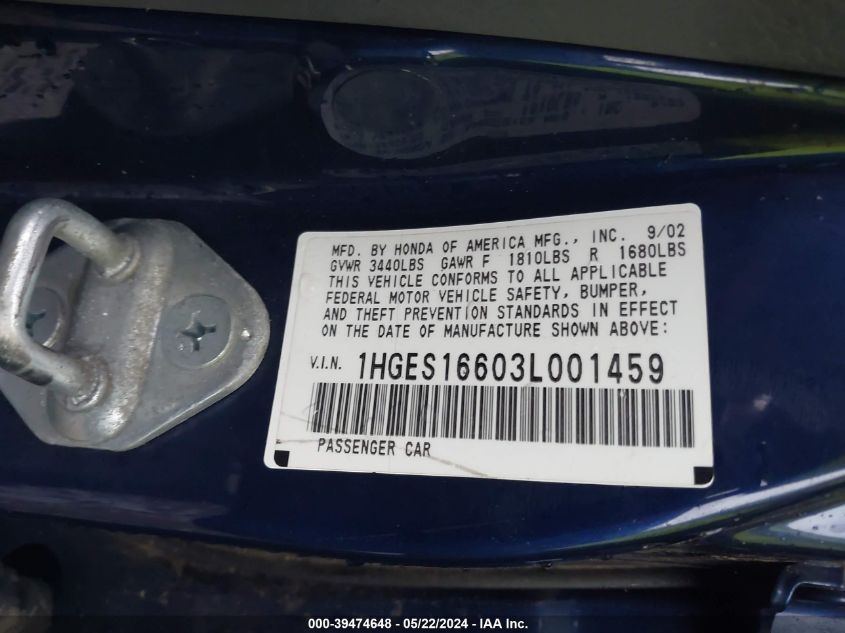 MFD. BY HONDA OF AMERICA MFG., INC. 9/02
GVWR 3440LBS GAWR F 1810LBS R 1680LBS
THIS VEHICLE CONFORMS TO ALL APPLICABLE
FEDERAL MOTOR VEHICLE SAFETY, BUMPER,
AND THEFT PREVENTION STANDARDS IN EFFECT
ON THE DATE OF MANUFACTURE SHOWN ABOVE:
V.I.N. 1HGES16603L001459
PASSENGER CAR
000-39474648 - 05/22/2024 - IAAI.com